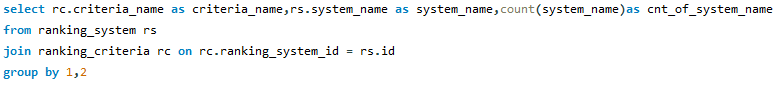 select rc.criteria_name as criteria_name,rs.system_name as system_name,count(system_name)as cnt_of_system_name
from ranking_system rs
join ranking_criteria rc on rc.ranking_system_id = rs.id
group by 1,2